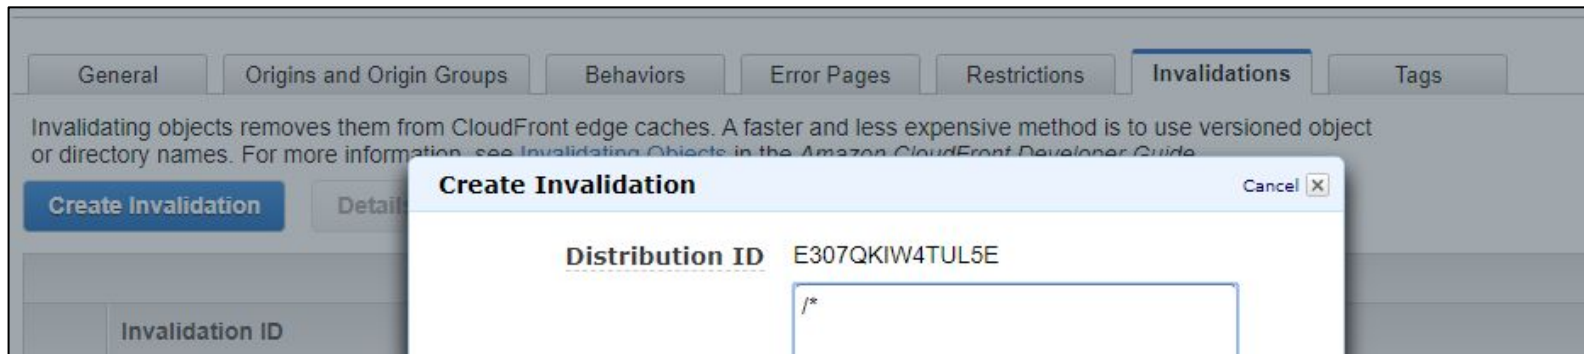 General Origins and Origin Groups Behaviors Error Pages Restrictions Invalidations Tags
Invalidating objects removes them from CloudFront edge caches. A faster and less expensive method is to use versioned object
or directory names. For more information, see Invalidating Objects in the Amazon CloudFront Developer Guide
Create Invalidation
Cancel
Create Invalidation Details
Distribution ID E307QKIW4TUL5E
/*
Invalidation ID